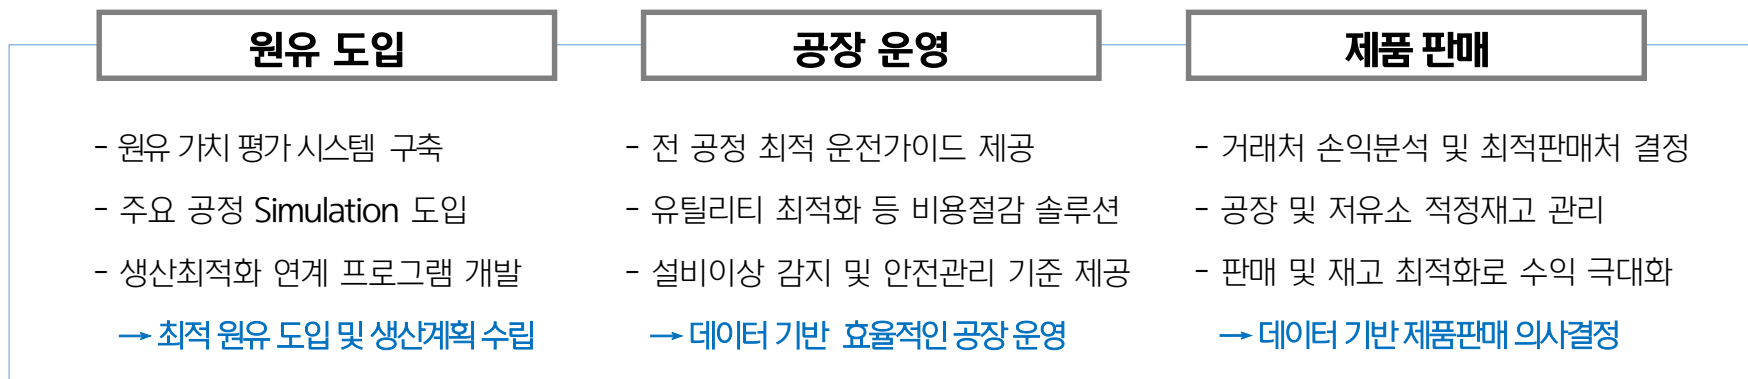 원유 도입
- 원유 가치 평가 시스템 구축
- 주요 공정 Simulation 도입
- 생산최적화 연계 프로그램 개발
→ 최적 원유 도입 및 생산계획 수립
공장 운영
- 전 공정 최적 운전가이드 제공
- 유틸리티 최적화 등 비용절감 솔루션
- 설비이상 감지 및 안전관리 기준 제공
→ 데이터 기반 효율적인 공장 운영
제품 판매
- 거래처 손익분석 및 최적판매처 결정
- 공장 및 저유소 적정재고 관리
- 판매 및 재고 최적화로 수익 극대화
→ 데이터 기반 제품판매 의사결정